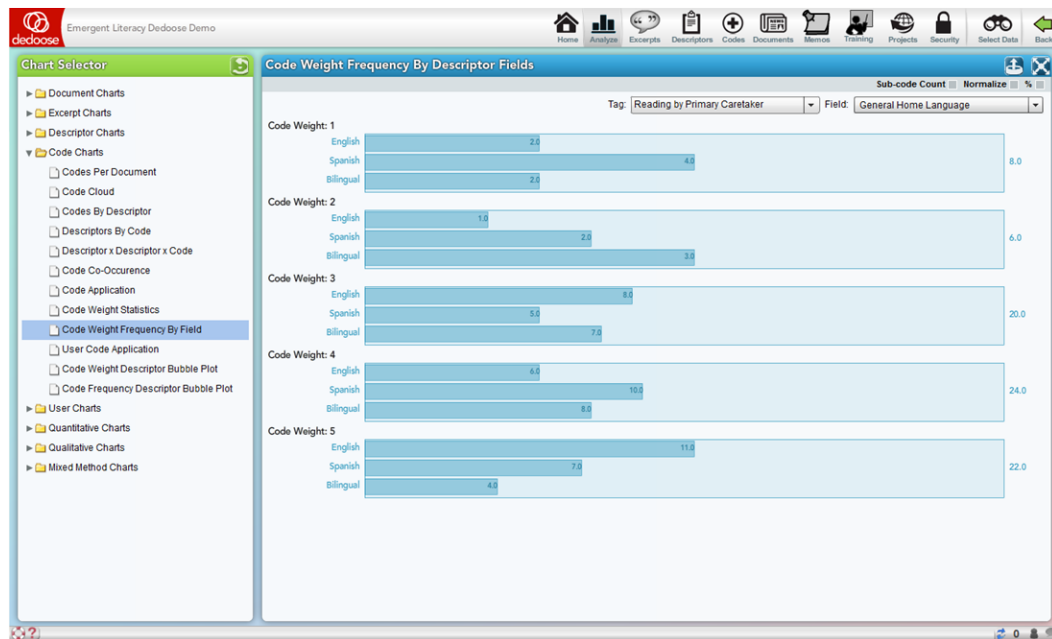 dedoose
Emergent Literacy Dedoose Demo
Home Analyze Excerpts Descriptors Codes Documents Memos Training Projects Security Select Data Back
Chart Selector
Document Charts
Excerpt Charts
Descriptor Charts
Code Charts
Codes Per Document
Code Cloud
Codes By Descriptor
Descriptors By Code
Descriptor x Descriptor x Code
Code Co-Occurence
Code Application
Code Weight Statistics
Code Weight Frequency By Field
User Code Application
Code Weight Descriptor Bubble Plot
Code Frequency Descriptor Bubble Plot
User Charts
Quantitative Charts
Qualitative Charts
Mixed Method Charts
Code Weight Frequency By Descriptor Fields
Sub-code Count Normalize %
Tag: Reading by Primary Caretaker Field: General Home Language
Code Weight: 1
English 2.0
Spanish 4.0 8.0
Bilingual 2.0
Code Weight: 2
English 1.0
Spanish 2.0 6.0
Bilingual 3.0
Code Weight: 3
English 8.0
Spanish 5.0 20.0
Bilingual 7.0
Code Weight: 4
English 6.0
Spanish 10.0 24.0
Bilingual 8.0
Code Weight: 5
English 11.0
Spanish 7.0 22.0
Bilingual 4.0
0